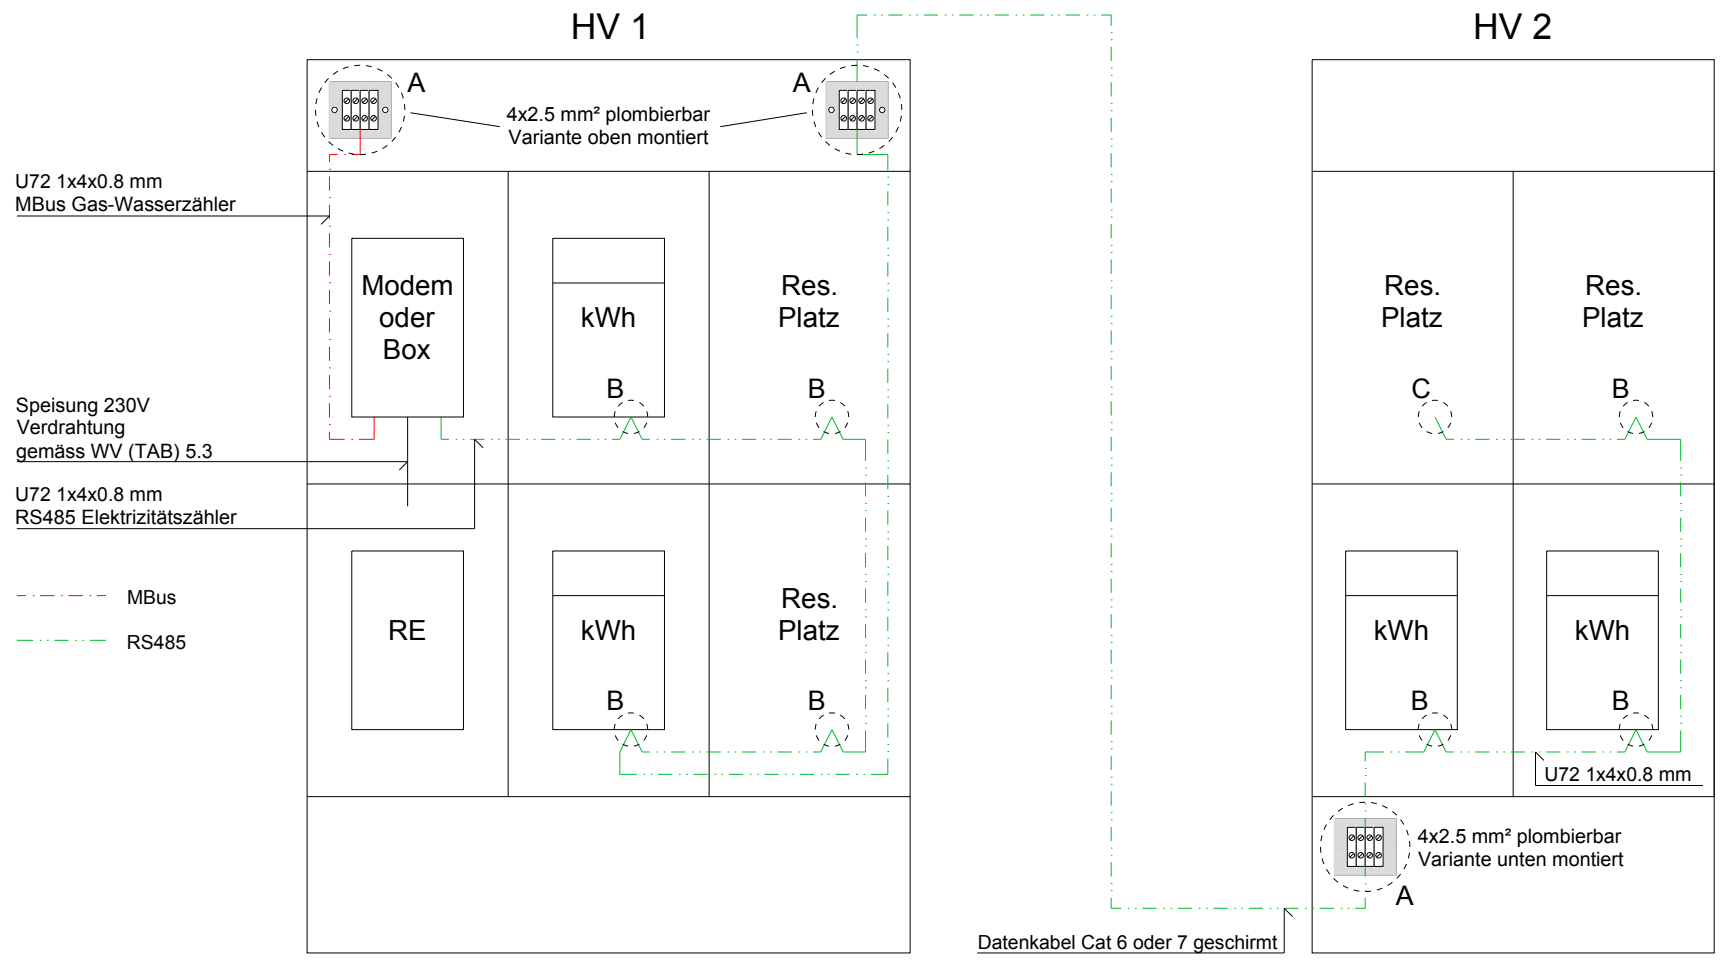 HV 1
HV 2
A
A
4x2.5 mm² plombierbar
Variante oben montiert
U72 1x4x0.8 mm
MBus Gas-Wasserzähler
Modem
oder
Box
kWh
Res.
Platz
Res.
Platz
Res.
Platz
B
B
C
B
Speisung 230V
Verdrahtung
gemäss WV (TAB) 5.3
U72 1x4x0.8 mm
RS485 Elektrizitätszähler
MBus
RS485
RE
kWh
Res.
Platz
kWh
kWh
B
B
B
B
U72 1x4x0.8 mm
4x2.5 mm² plombierbar
Variante unten montiert
A
Datenkabel Cat 6 oder 7 geschirmt